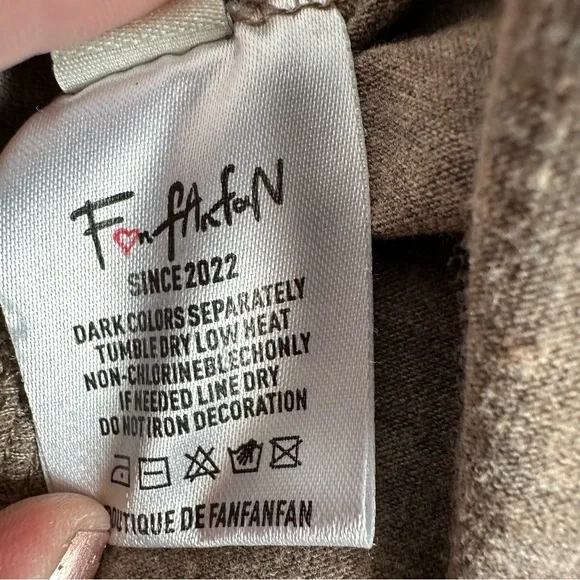 FanfAnfaN
SINCE 2022
DARK COLORS SEPARATELY
TUMBLE DRY LOW HEAT
NON-CHLORINEBLECHONLY
IF NEEDED LINE DRY
DO NOT IRON DECORATION
OUTIQUE DE FANFANFAN